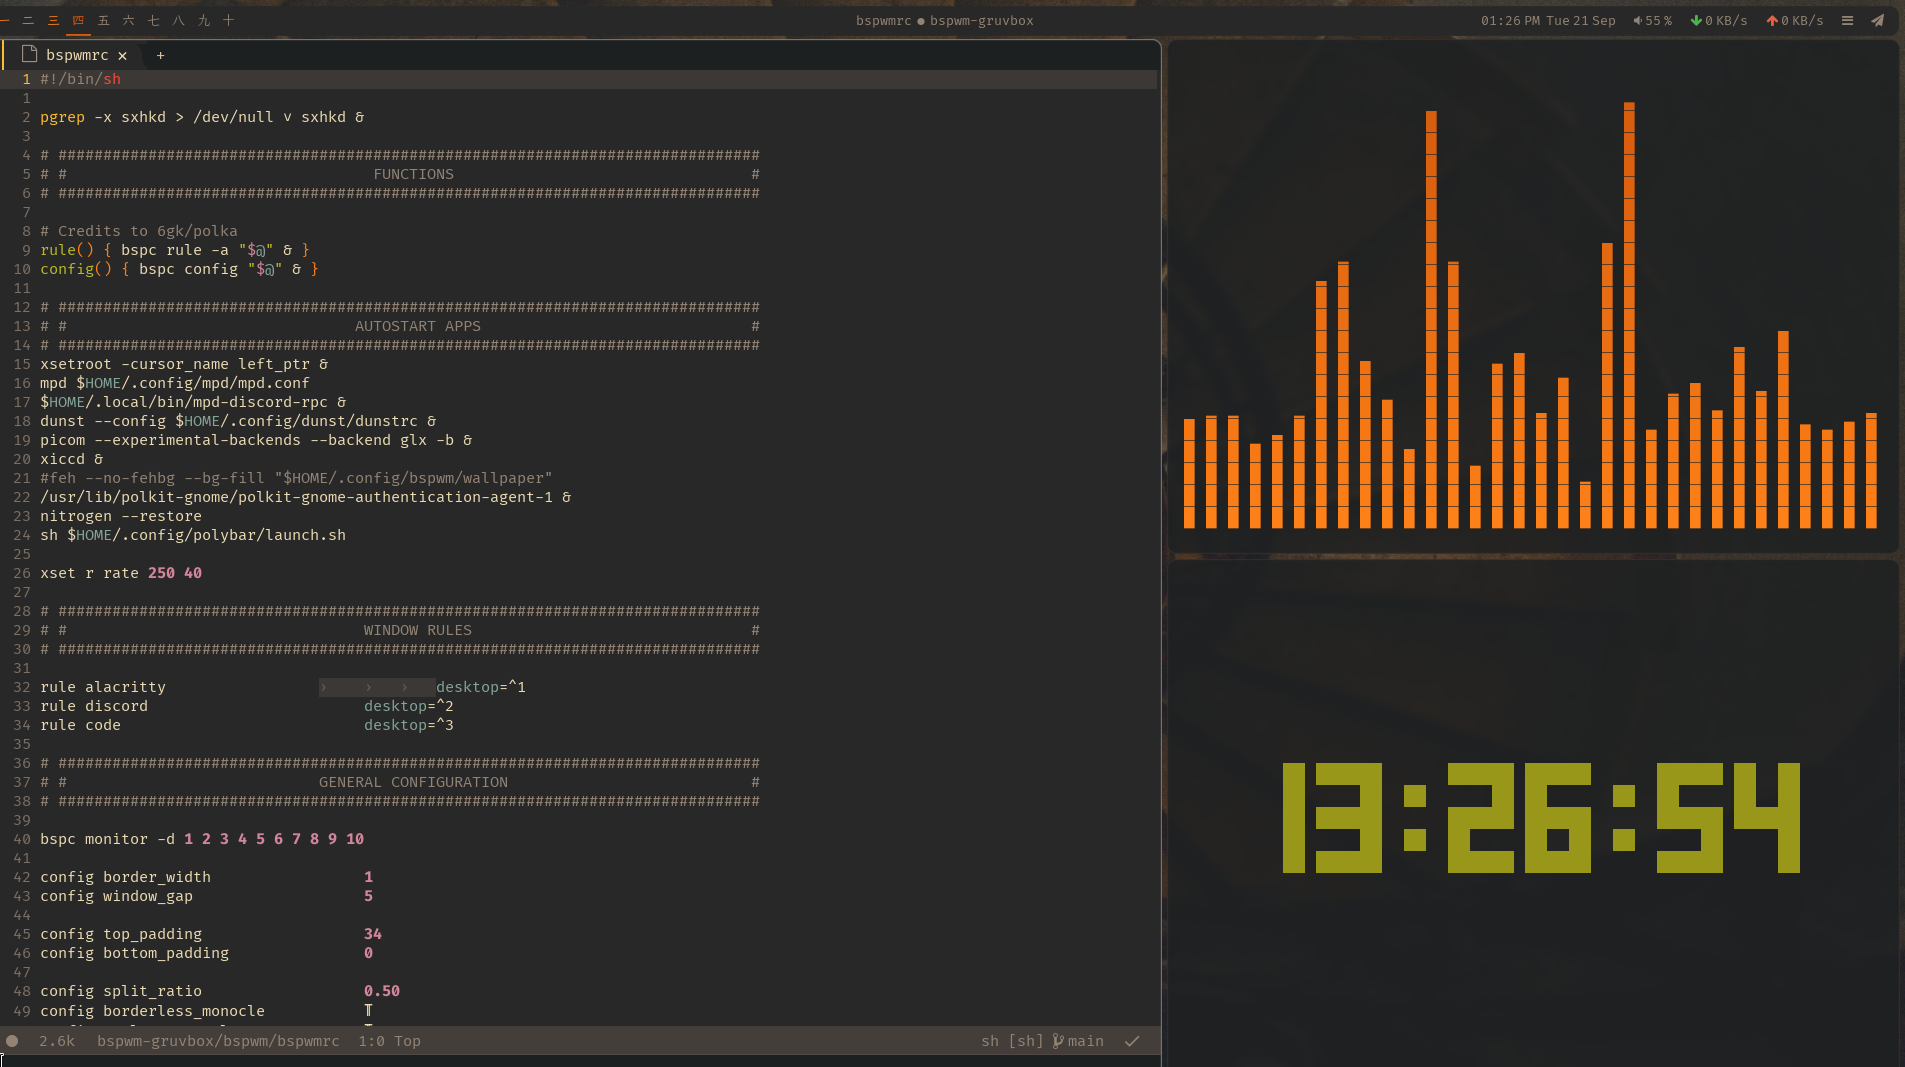 一 二 三 四 五 六 七 八 九 十
bspwmrc ● bspwm-gruvbox
01:26 PM Tue 21 Sep 55% 0 KB/s 0 KB/s
bspwmrc × +
1 #!/bin/sh
1
2 pgrep -x sxhkd > /dev/null ∨ sxhkd &
3
4 # ##############################################################################
5 # # FUNCTIONS #
6 # ##############################################################################
7
8 # Credits to 6gk/polka
9 rule() { bspc rule -a "$@" & }
10 config() { bspc config "$@" & }
11
12 # ##############################################################################
13 # # AUTOSTART APPS #
14 # ##############################################################################
15 xsetroot -cursor_name left_ptr &
16 mpd $HOME/.config/mpd/mpd.conf
17 $HOME/.local/bin/mpd-discord-rpc &
18 dunst --config $HOME/.config/dunst/dunstrc &
19 picom --experimental-backends --backend glx -b &
20 xiccd &
21 #feh --no-fehbg --bg-fill "$HOME/.config/bspwm/wallpaper"
22 /usr/lib/polkit-gnome/polkit-gnome-authentication-agent-1 &
23 nitrogen --restore
24 sh $HOME/.config/polybar/launch.sh
25
26 xset r rate 250 40
27
28 # ##############################################################################
29 # # WINDOW RULES #
30 # ##############################################################################
31
32 rule alacritty › › › desktop=^1
33 rule discord desktop=^2
34 rule code desktop=^3
35
36 # ##############################################################################
37 # # GENERAL CONFIGURATION #
38 # ##############################################################################
39
40 bspc monitor -d 1 2 3 4 5 6 7 8 9 10
41
42 config border_width 1
43 config window_gap 5
44
45 config top_padding 34
46 config bottom_padding 0
47
48 config split_ratio 0.50
49 config borderless_monocle T
2.6k bspwm-gruvbox/bspwm/bspwmrc 1:0 Top
sh [sh] main ✓
13:26:54